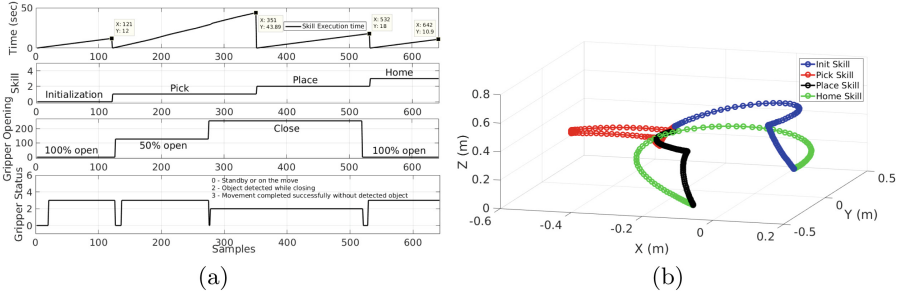 50
Time (sec)
0
X: 121
Y: 12
X: 351
Y: 43.89
X: 532
Y: 18
X: 642
Y: 10.9
Skill Execution time
0 100 200 300 400 500 600
Skill
4
2
0
Initialization
Pick
Place
Home
0 100 200 300 400 500 600
Gripper Opening
200
100
0
100% open
50% open
Close
100% open
0 100 200 300 400 500 600
Gripper Status
6
4
2
0
0 - Standby or on the move
2 - Object detected while closing
3 - Movement completed successfully without detected object
0 100 200 300 400 500 600
Samples
(a)
Init Skill
Pick Skill
Place Skill
Home Skill
Z (m)
0.8
0.6
0.4
0.2
0
-0.6 -0.4 -0.2 0 0.2
X (m)
-0.5 0 0.5
Y (m)
(b)